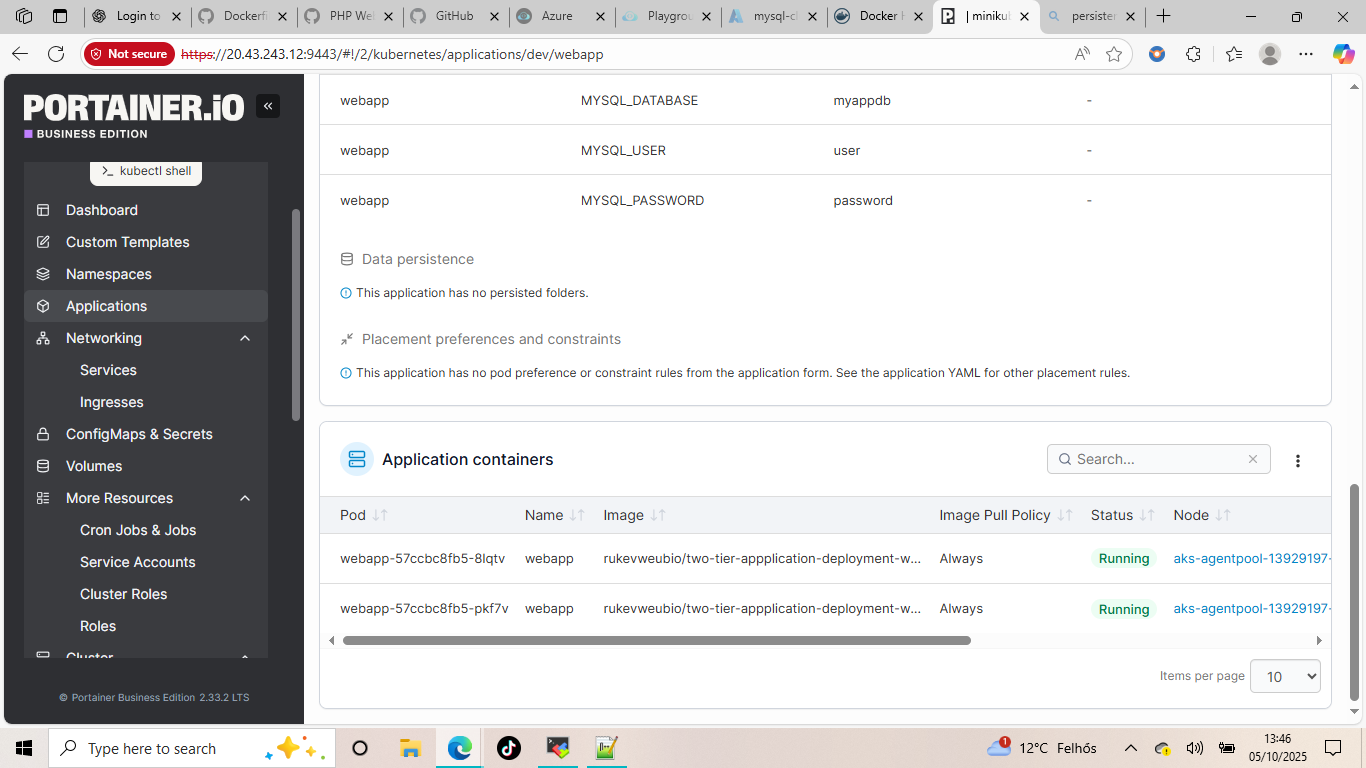 Login to
Dockerfi
PHP Wel
GitHub
Azure
Playgrou
mysql-cl
Docker H
| minikub
persisten
Not secure
https://20.43.243.12:9443/#!/2/kubernetes/applications/dev/webapp
PORTAINER.iO
BUSINESS EDITION
kubectl shell
Dashboard
Custom Templates
Namespaces
Applications
Networking
Services
Ingresses
ConfigMaps & Secrets
Volumes
More Resources
Cron Jobs & Jobs
Service Accounts
Cluster Roles
Roles
Cluster
© Portainer Business Edition 2.33.2 LTS
webapp MYSQL_DATABASE myappdb -
webapp MYSQL_USER user -
webapp MYSQL_PASSWORD password -
Data persistence
This application has no persisted folders.
Placement preferences and constraints
This application has no pod preference or constraint rules from the application form. See the application YAML for other placement rules.
Application containers
Search...
Pod Name Image Image Pull Policy Status Node
webapp-57ccbc8fb5-8lqtv webapp rukevweubio/two-tier-appplication-deployment-w... Always Running aks-agentpool-13929197-
webapp-57ccbc8fb5-pkf7v webapp rukevweubio/two-tier-appplication-deployment-w... Always Running aks-agentpool-13929197-
Items per page 10
Type here to search
1
12°C Felhős
13:46
05/10/2025